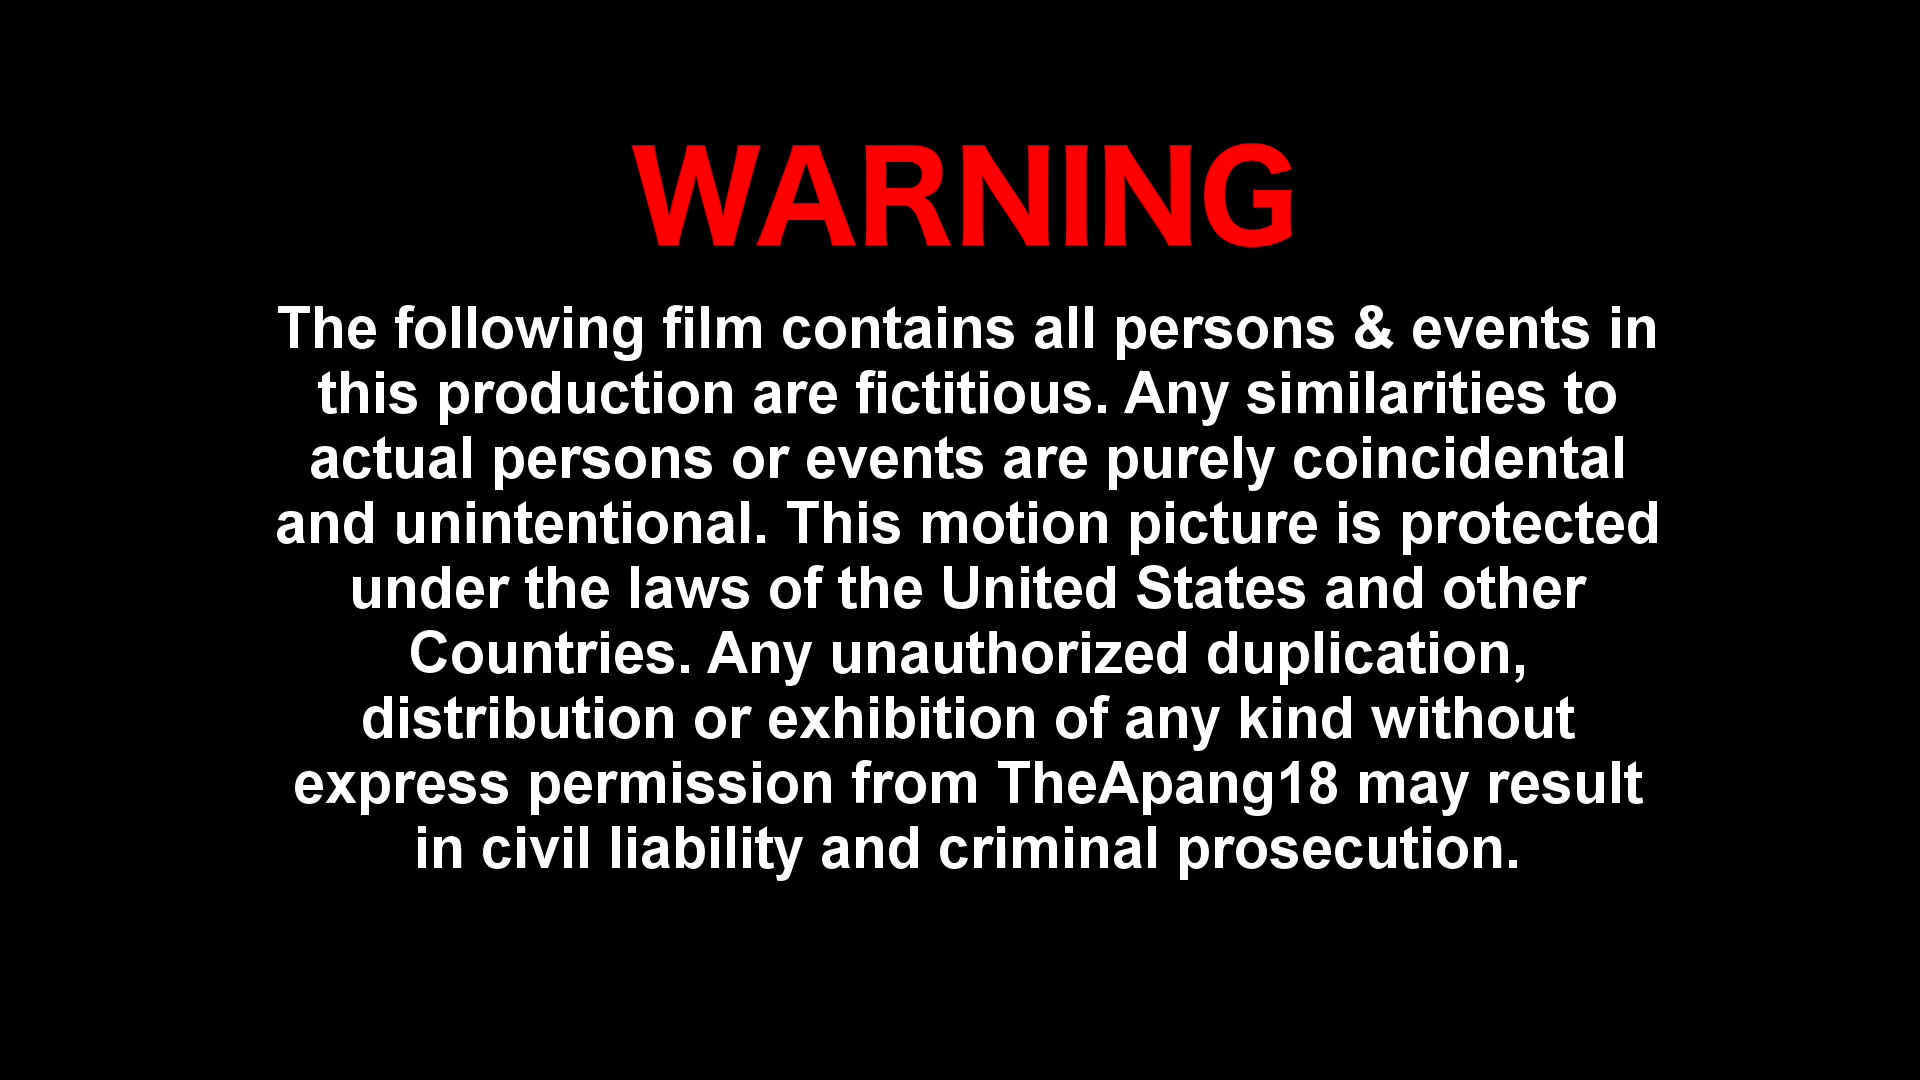 WARNING
The following film contains all persons & events in
this production are fictitious. Any similarities to
actual persons or events are purely coincidental
and unintentional. This motion picture is protected
under the laws of the United States and other
Countries. Any unauthorized duplication,
distribution or exhibition of any kind without
express permission from TheApang18 may result
in civil liability and criminal prosecution.